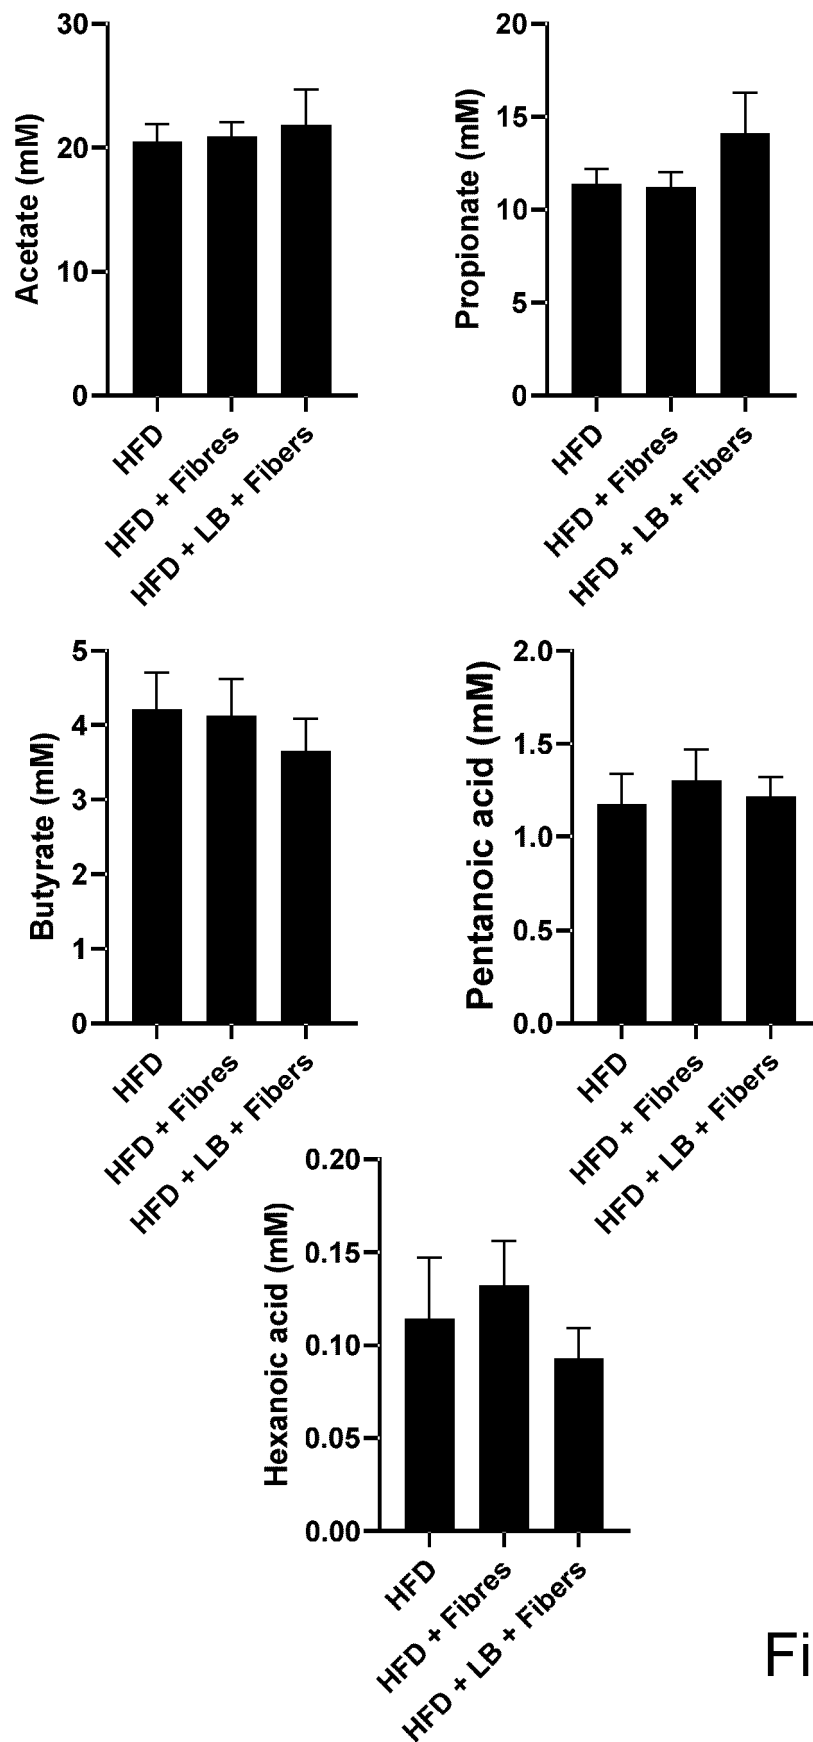 Acetate (mM)
30
20
10
0
HFD
HFD + Fibres
HFD + LB + Fibers
Propionate (mM)
20
15
10
5
0
HFD
HFD + Fibres
HFD + LB + Fibers
Butyrate (mM)
5
4
3
2
1
0
HFD
HFD + Fibres
HFD + LB + Fibers
Pentanoic acid (mM)
2.0
1.5
1.0
0.5
0.0
HFD
HFD + Fibres
HFD + LB + Fibers
Hexanoic acid (mM)
0.20
0.15
0.10
0.05
0.00
HFD
HFD + Fibres
HFD + LB + Fibers
Fi